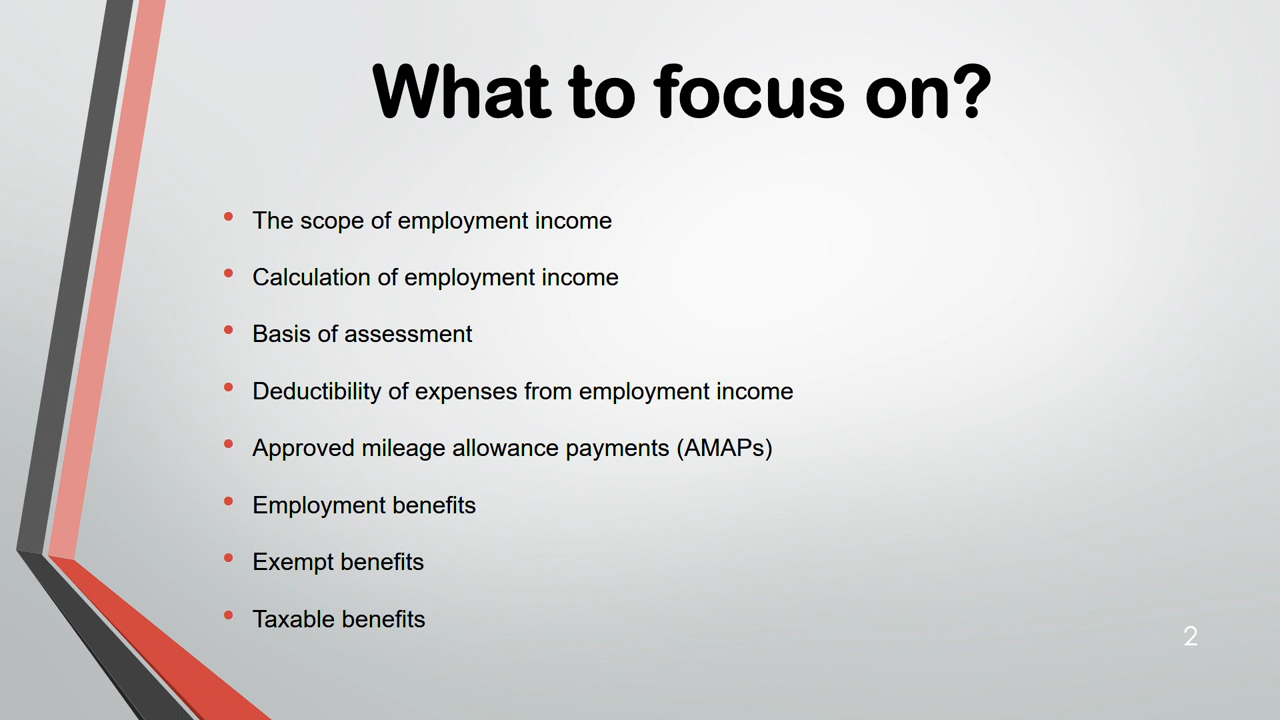 What to focus on?
• The scope of employment income
• Calculation of employment income
• Basis of assessment
• Deductibility of expenses from employment income
• Approved mileage allowance payments (AMAPs)
• Employment benefits
• Exempt benefits
• Taxable benefits
2